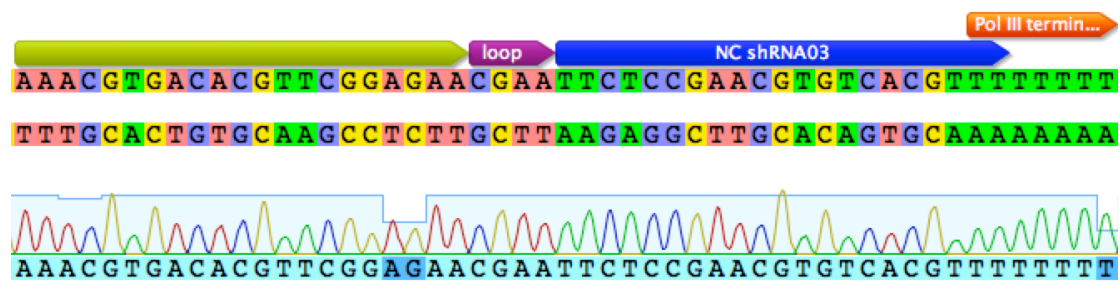 Pol III termin...
loop NC shRNA03
AAACGTGACACGTTCGGAGAACGAATTCTCCGAACGTGTCACGTTTTTTTT
TTTGCACTGTGCAAGCCTCTTGCTTAAGAGGCTTGCACAGTGCAAAAAAAA
AAACGTGACACGTTCGGAGAACGAATTCTCCGAACGTGTCACGTTTTTTTT